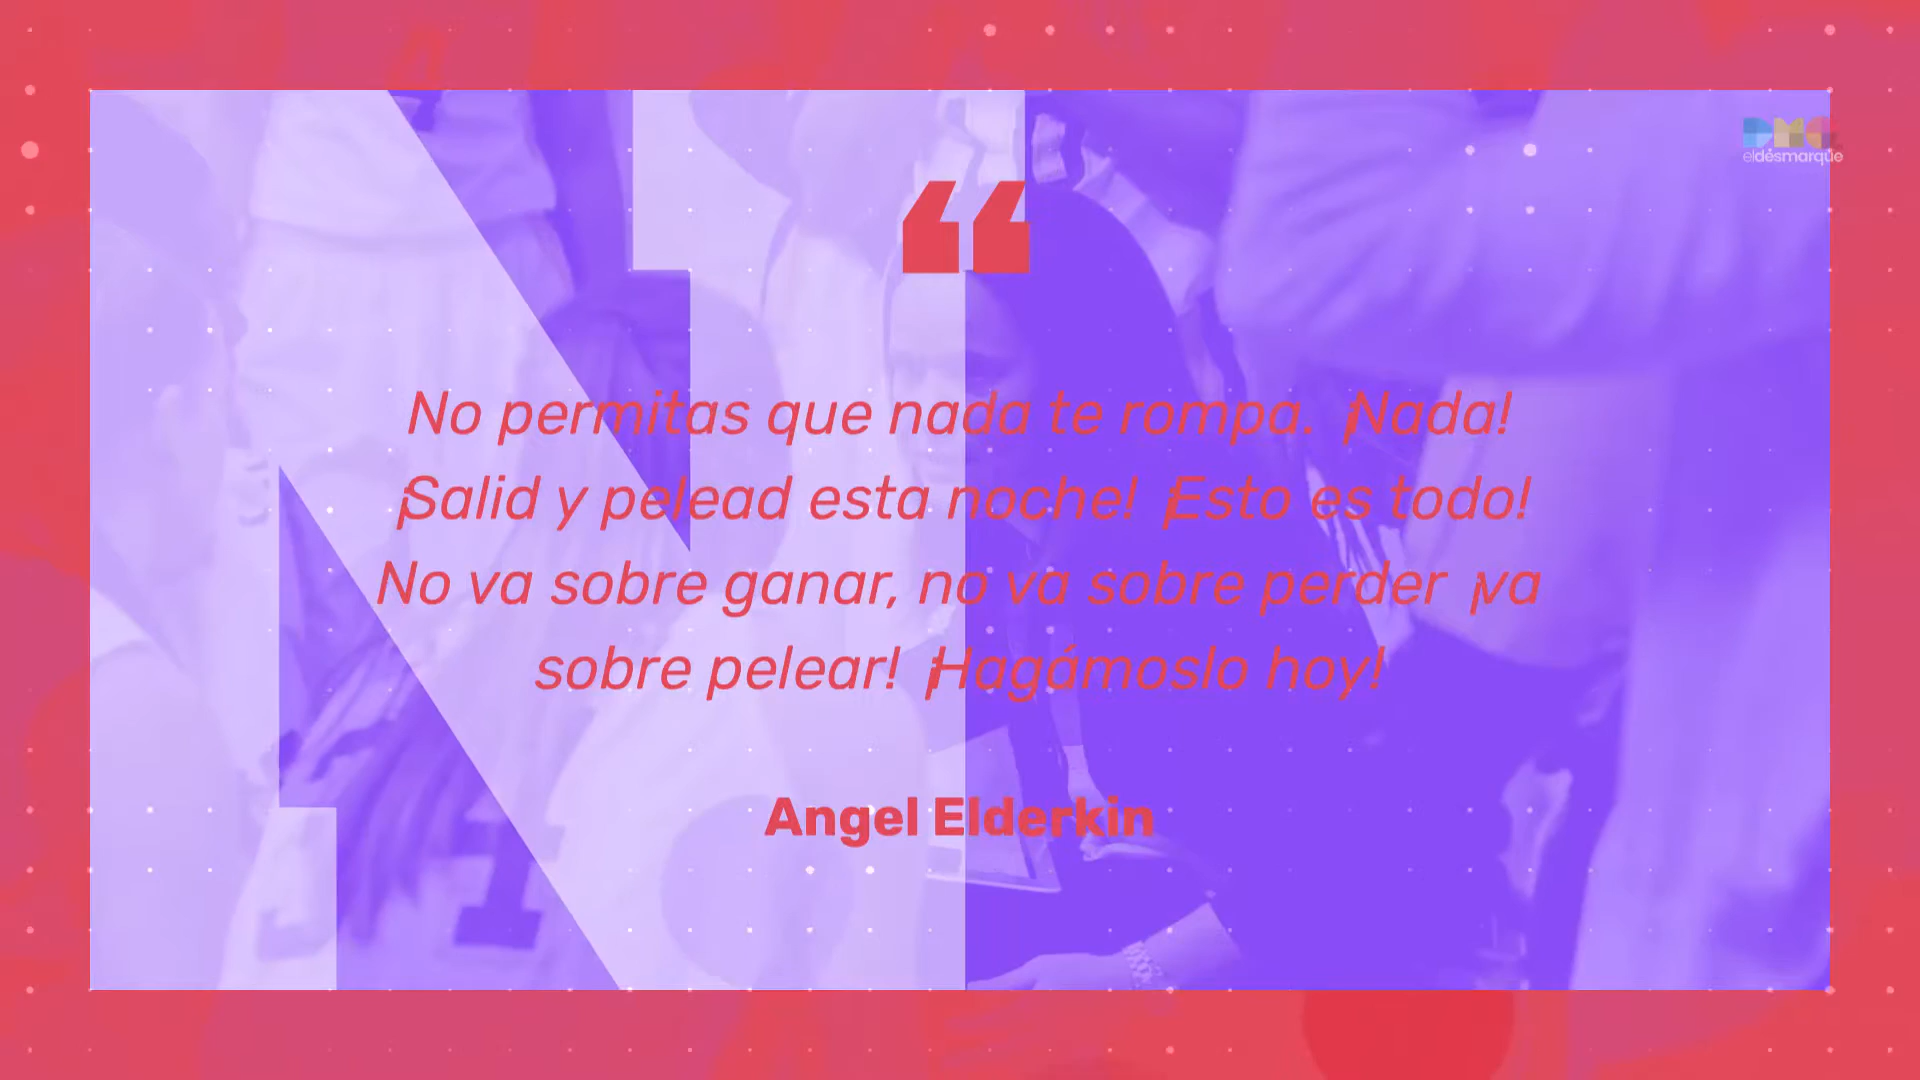 DMQ
eldesmarque
“
No permitas que nada te rompa. ¡Nada!
¡Salid y pelead esta noche! ¡Esto es todo!
No va sobre ganar, no va sobre perder ¡va
sobre pelear! ¡Hagámoslo hoy!
Angel Elderkin